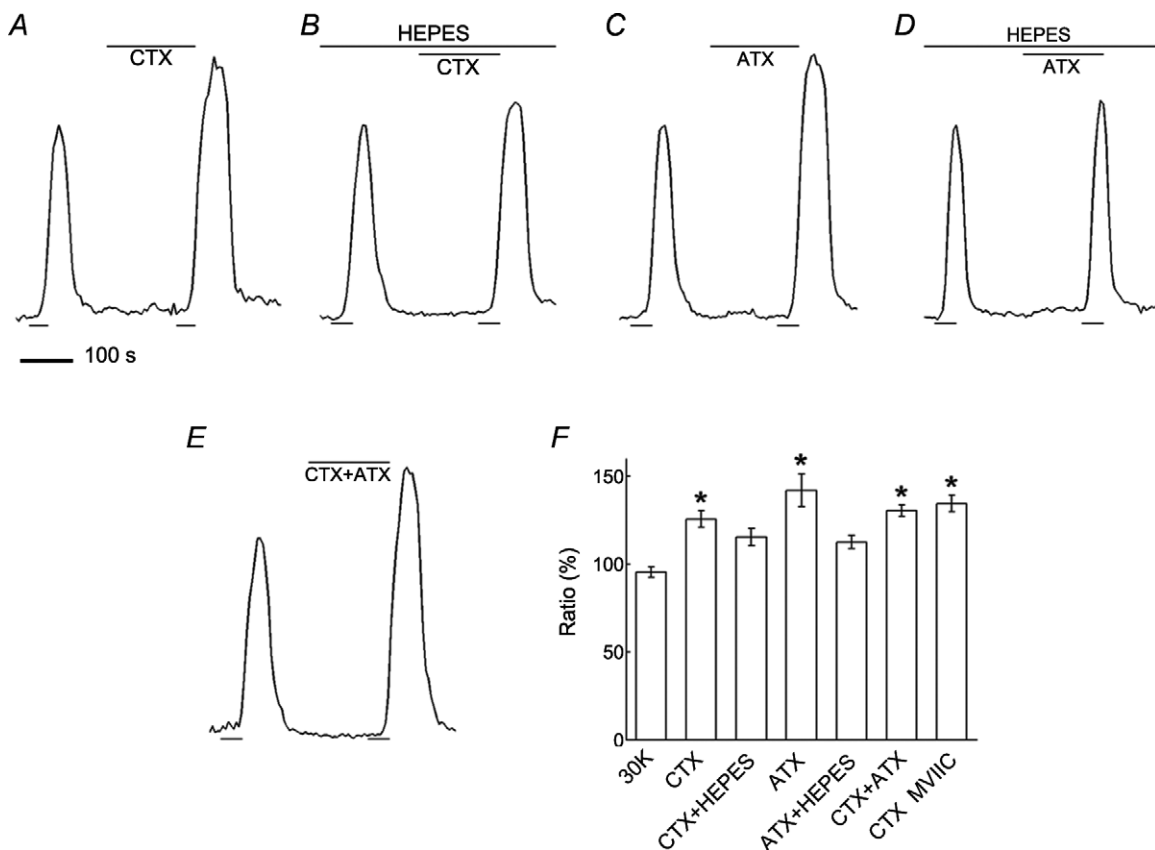 A
B
C
D
CTX
HEPES
CTX
ATX
HEPES
ATX
100 s
E
F
CTX+ATX
Ratio (%)
150
100
50
0
*
*
*
*
30K
CTX
CTX+HEPES
ATX
ATX+HEPES
CTX+ATX
CTX MVIIC